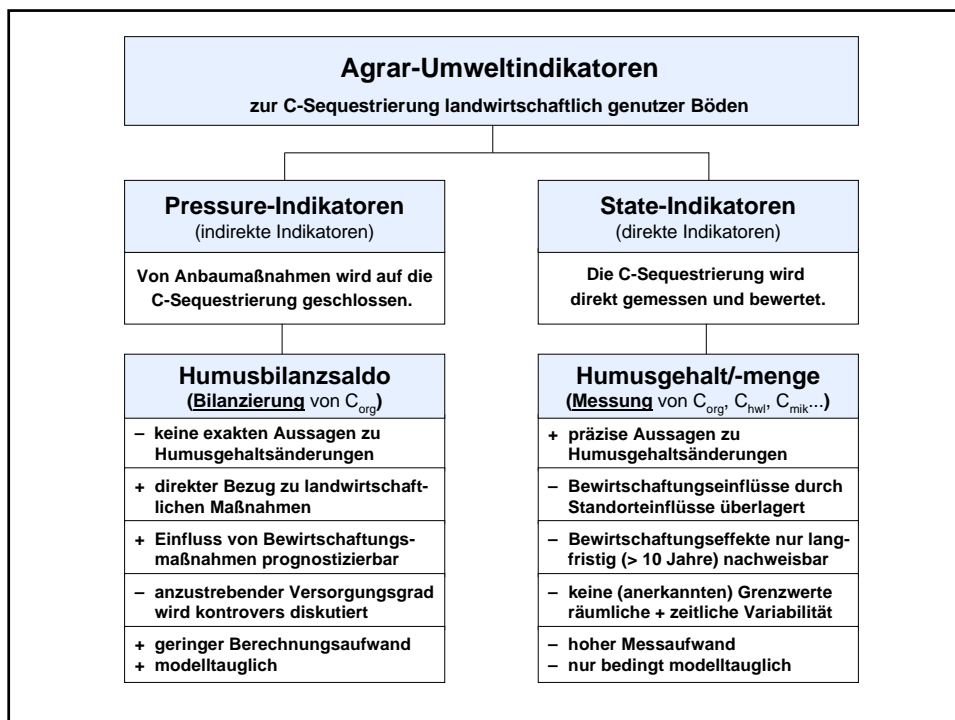 Agrar-Umweltindikatoren
zur C-Sequestrierung landwirtschaftlich genutzer Böden
Pressure-Indikatoren
(indirekte Indikatoren)
Von Anbaumaßnahmen wird auf die
C-Sequestrierung geschlossen.
Humusbilanzsaldo
(Bilanzierung von Corg)
– keine exakten Aussagen zu
Humusgehaltsänderungen
+ direkter Bezug zu landwirtschaft-
lichen Maßnahmen
+ Einfluss von Bewirtschaftungs-
maßnahmen prognostizierbar
– anzustrebender Versorgungsgrad
wird kontrovers diskutiert
+ geringer Berechnungsaufwand
+ modelltauglich
State-Indikatoren
(direkte Indikatoren)
Die C-Sequestrierung wird
direkt gemessen und bewertet.
Humusgehalt/-menge
(Messung von Corg, Chwl, Cmik...)
+ präzise Aussagen zu
Humusgehaltsänderungen
– Bewirtschaftungseinflüsse durch
Standorteinflüsse überlagert
– Bewirtschaftungseffekte nur lang-
fristig (> 10 Jahre) nachweisbar
– keine (anerkannten) Grenzwerte
räumliche + zeitliche Variabilität
– hoher Messaufwand
– nur bedingt modelltauglich